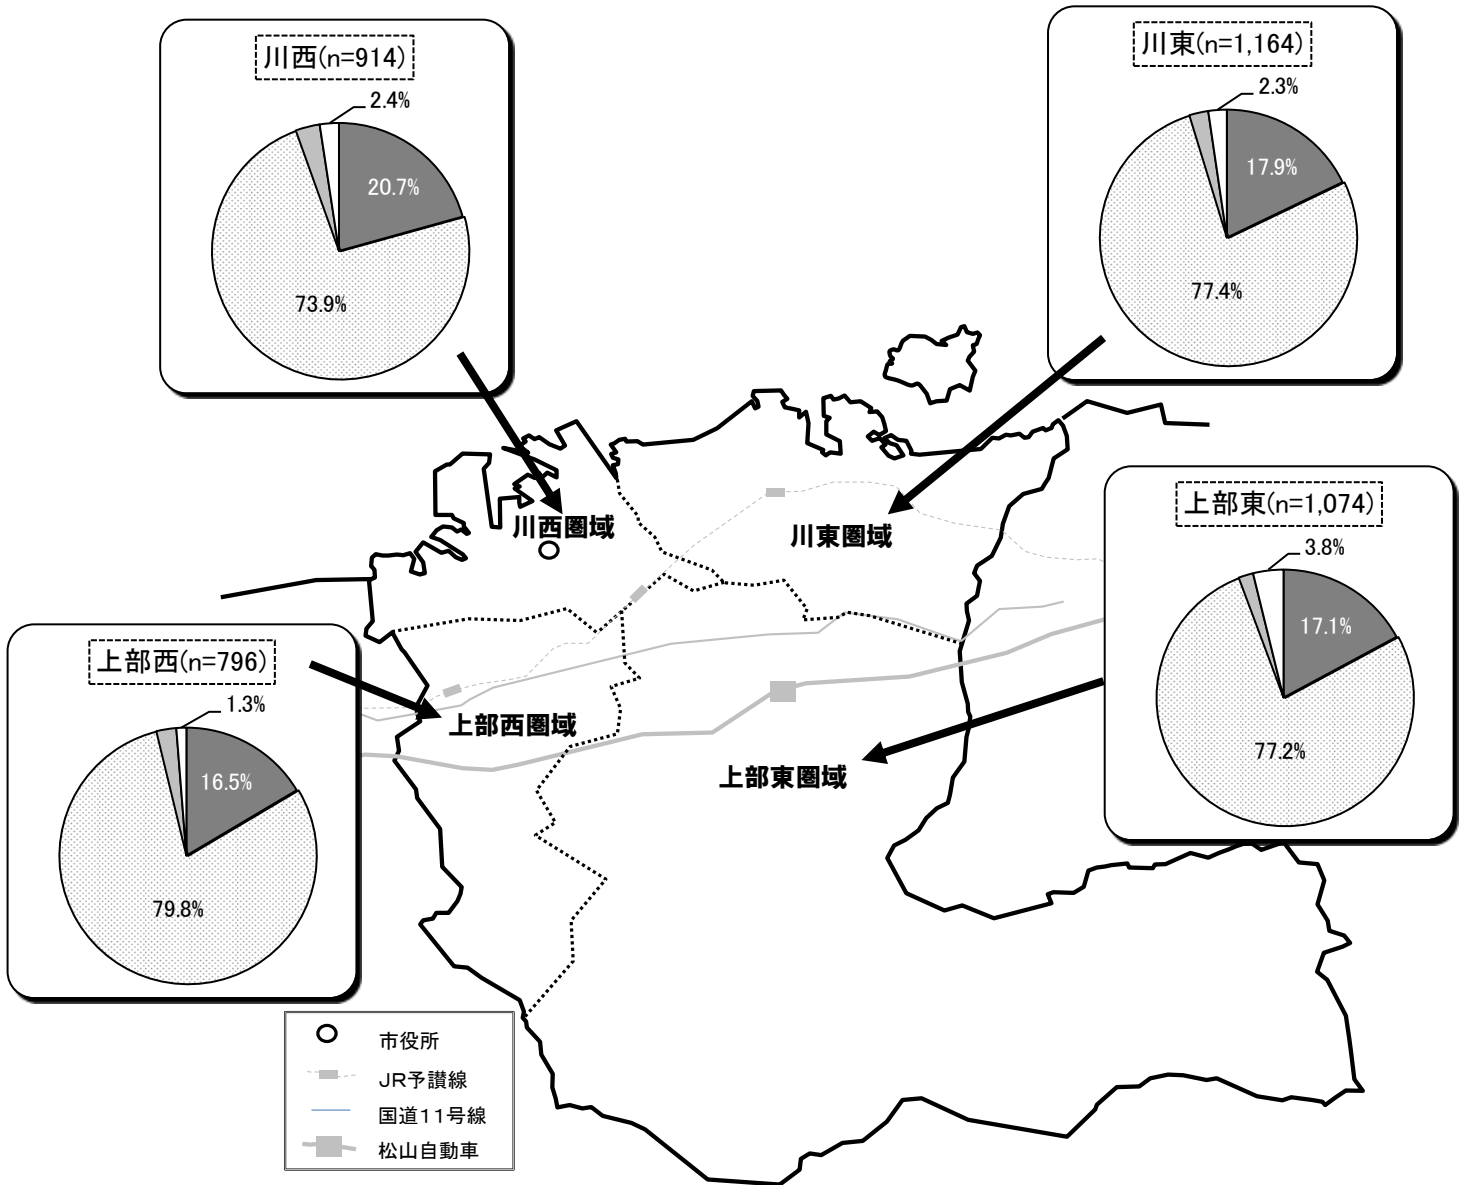 川西(n=914)
2.4%
20.7%
73.9%
川東(n=1,164)
2.3%
17.9%
77.4%
川西圏域
川東圏域
上部東(n=1,074)
3.8%
17.1%
77.2%
上部西(n=796)
1.3%
16.5%
79.8%
上部西圏域
上部東圏域
市役所
JR予讃線
国道11号線
松山自動車